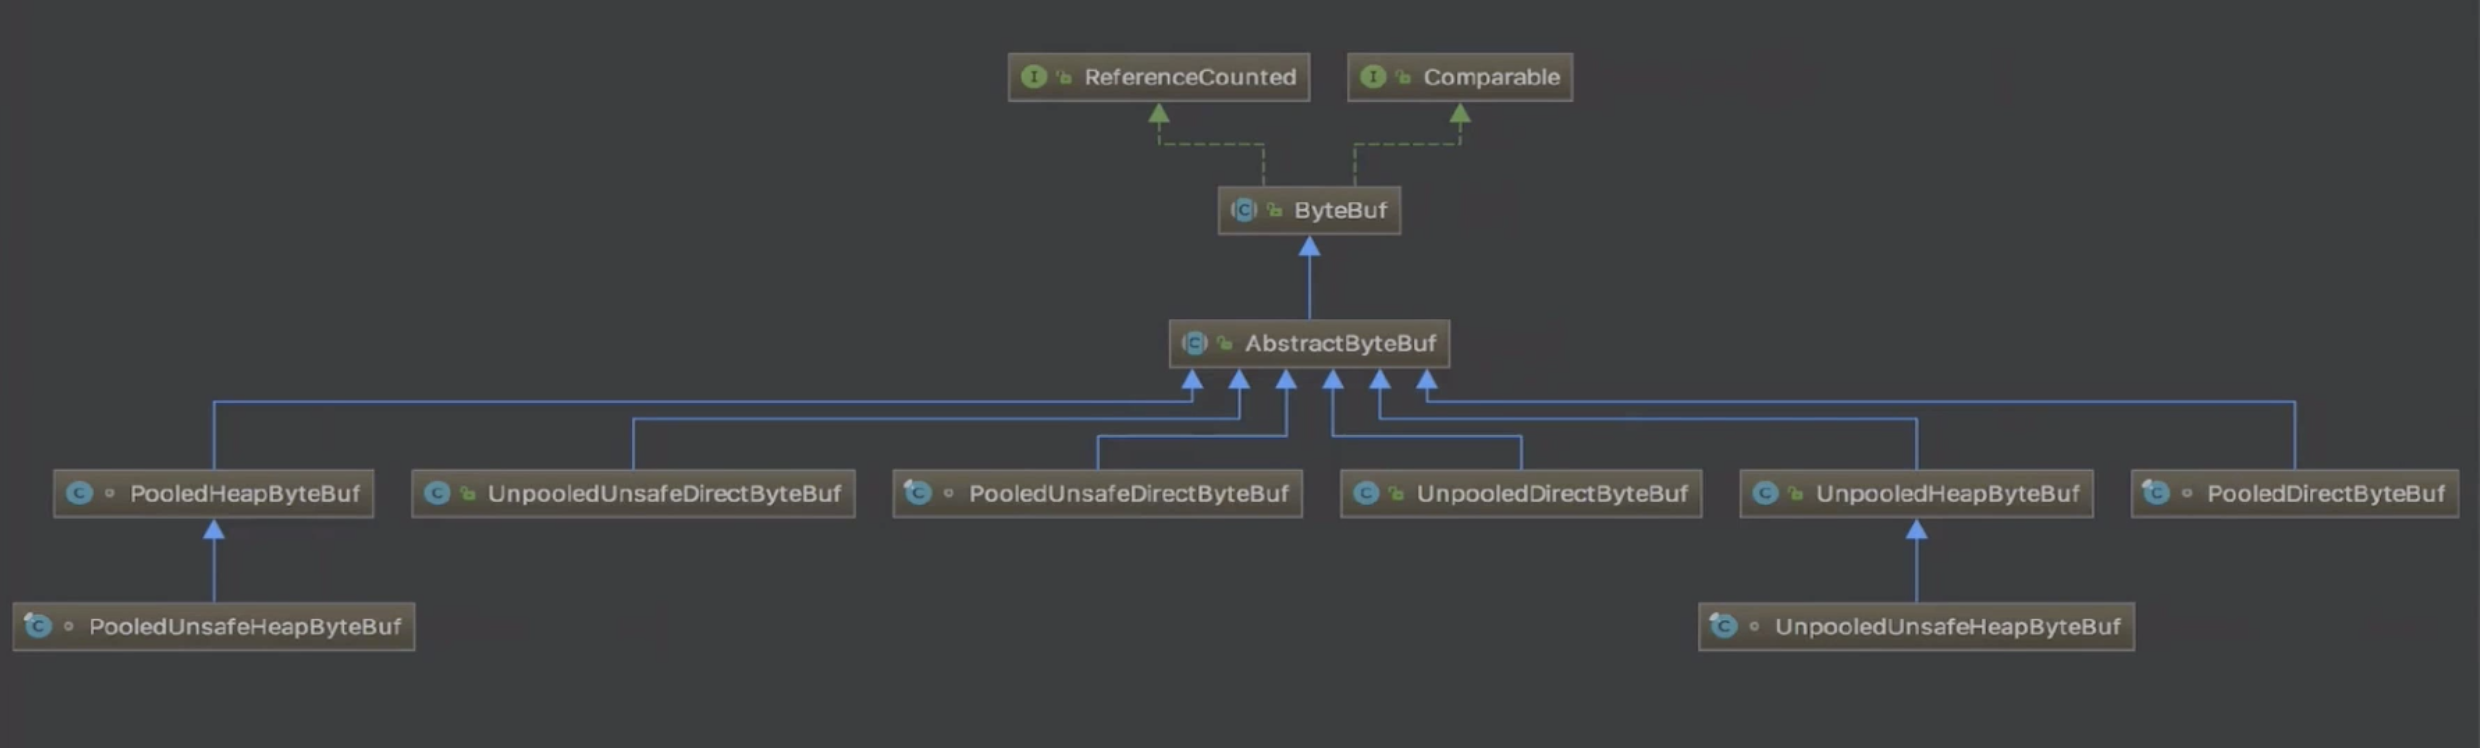 ReferenceCounted
Comparable
ByteBuf
AbstractByteBuf
PooledHeapByteBuf
UnpooledUnsafeDirectByteBuf
PooledUnsafeDirectByteBuf
UnpooledDirectByteBuf
UnpooledHeapByteBuf
PooledDirectByteBuf
PooledUnsafeHeapByteBuf
UnpooledUnsafeHeapByteBuf